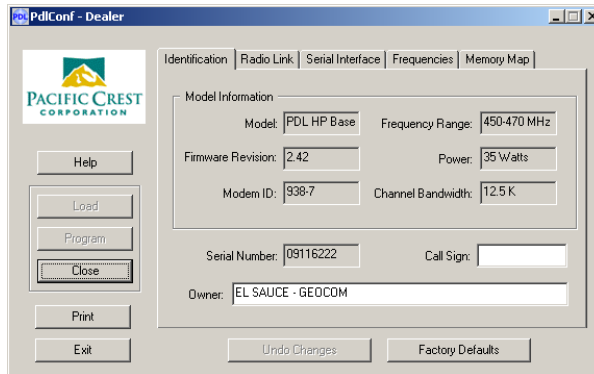 PDL PdlConf - Dealer
Identification Radio Link Serial Interface Frequencies Memory Map
PACIFIC CREST
CORPORATION
Model Information
Model: PDL HP Base Frequency Range: 450-470 MHz
Firmware Revision: 2.42 Power: 35 Watts
Modem ID: 938-7 Channel Bandwidth: 12.5 K
Serial Number: 09116222 Call Sign:
Owner: EL SAUCE - GEOCOM
Help
Load
Program
Close
Print
Exit
Undo Changes Factory Defaults